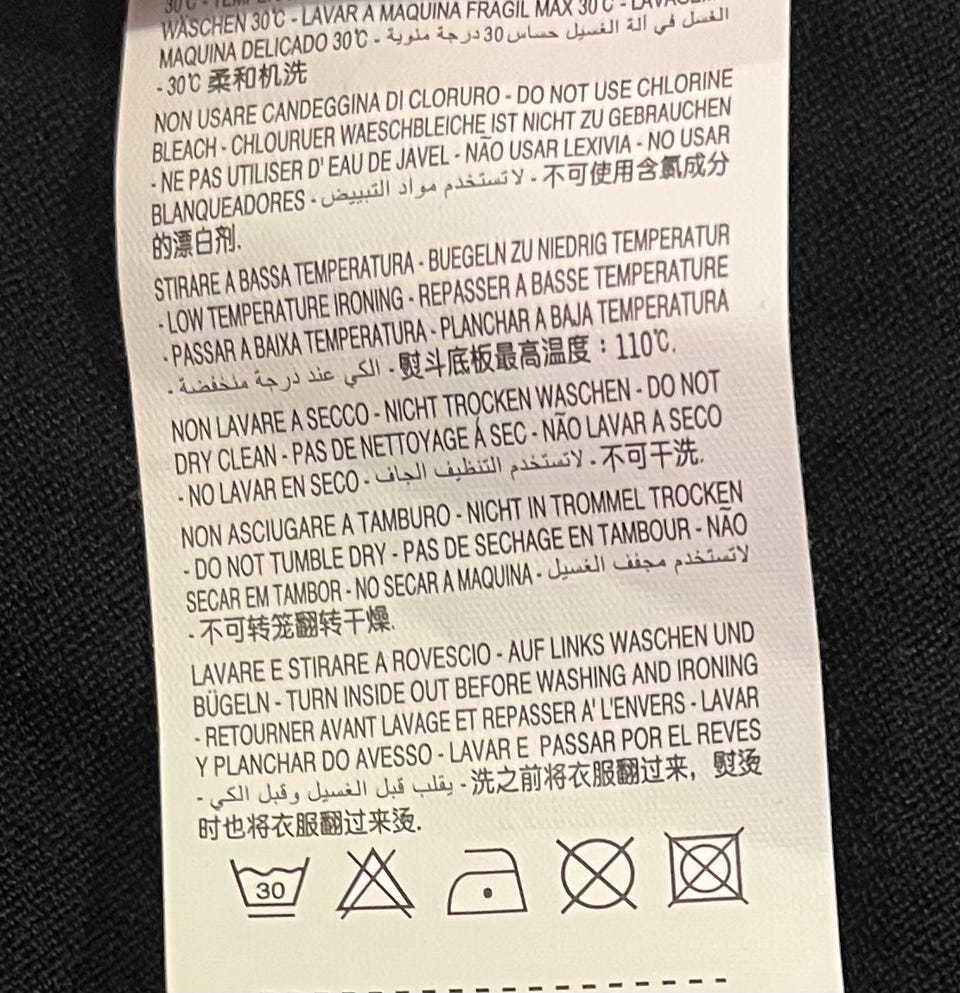 30°C -
WASCHEN 30°C - LAVAR A MAQUINA FRAGIL MAX 30°C -
MAQUINA DELICADO 30°C - الغسل في آلة الغسيل حساس 30 درجة مئوية
- 30°C 柔和机洗
NON USARE CANDEGGINA DI CLORURO - DO NOT USE CHLORINE
BLEACH - CHLOURUER WAESCHBLEICHE IST NICHT ZU GEBRAUCHEN
- NE PAS UTILISER D' EAU DE JAVEL - NÃO USAR LEXIVIA - NO USAR
BLANQUEADORES - لا تستخدم مواد التبييض - 不可使用含氯成分
的漂白剂.
STIRARE A BASSA TEMPERATURA - BUEGELN ZU NIEDRIG TEMPERATUR
- LOW TEMPERATURE IRONING - REPASSER A BASSE TEMPERATURE
- PASSAR A BAIXA TEMPERATURA - PLANCHAR A BAJA TEMPERATURA
- الكي عند درجة منخفضة - 熨斗底板最高温度：110°C.
NON LAVARE A SECCO - NICHT TROCKEN WASCHEN - DO NOT
DRY CLEAN - PAS DE NETTOYAGE Á SEC - NÃO LAVAR A SECO
- NO LAVAR EN SECO - لاتستخدم التنظيف الجاف - 不可干洗.
NON ASCIUGARE A TAMBURO - NICHT IN TROMMEL TROCKEN
- DO NOT TUMBLE DRY - PAS DE SECHAGE EN TAMBOUR - NÃO
SECAR EM TAMBOR - NO SECAR A MAQUINA - لاتستخدم مجفف الغسيل
- 不可转笼翻转干燥.
LAVARE E STIRARE A ROVESCIO - AUF LINKS WASCHEN UND
BÜGELN - TURN INSIDE OUT BEFORE WASHING AND IRONING
- RETOURNER AVANT LAVAGE ET REPASSER A' L'ENVERS - LAVAR
Y PLANCHAR DO AVESSO - LAVAR E PASSAR POR EL REVES
- يقلب قبل الغسيل وقبل الكي - 洗之前将衣服翻过来，熨烫
时也将衣服翻过来烫.
30